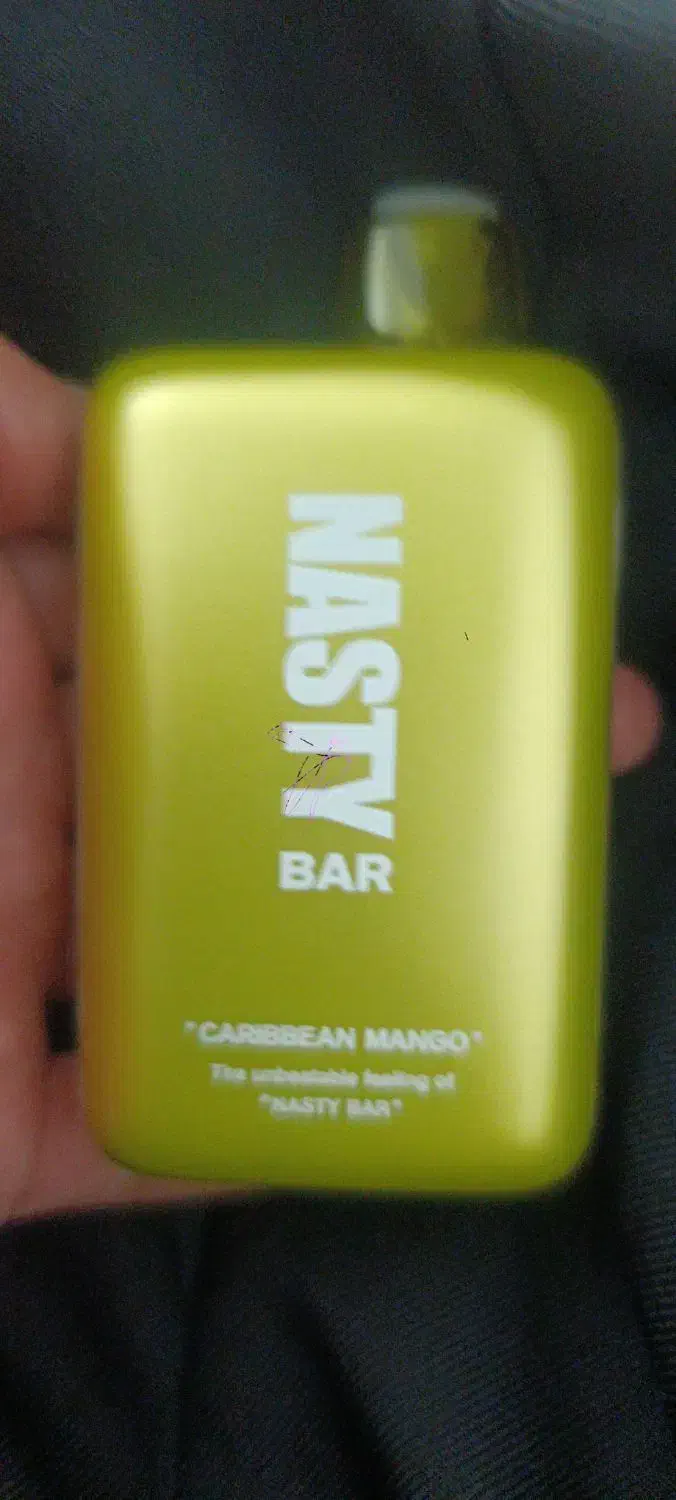 NASTY
BAR
"CARIBBEAN MANGO"
The unbeatable feeling of
"NASTY BAR"